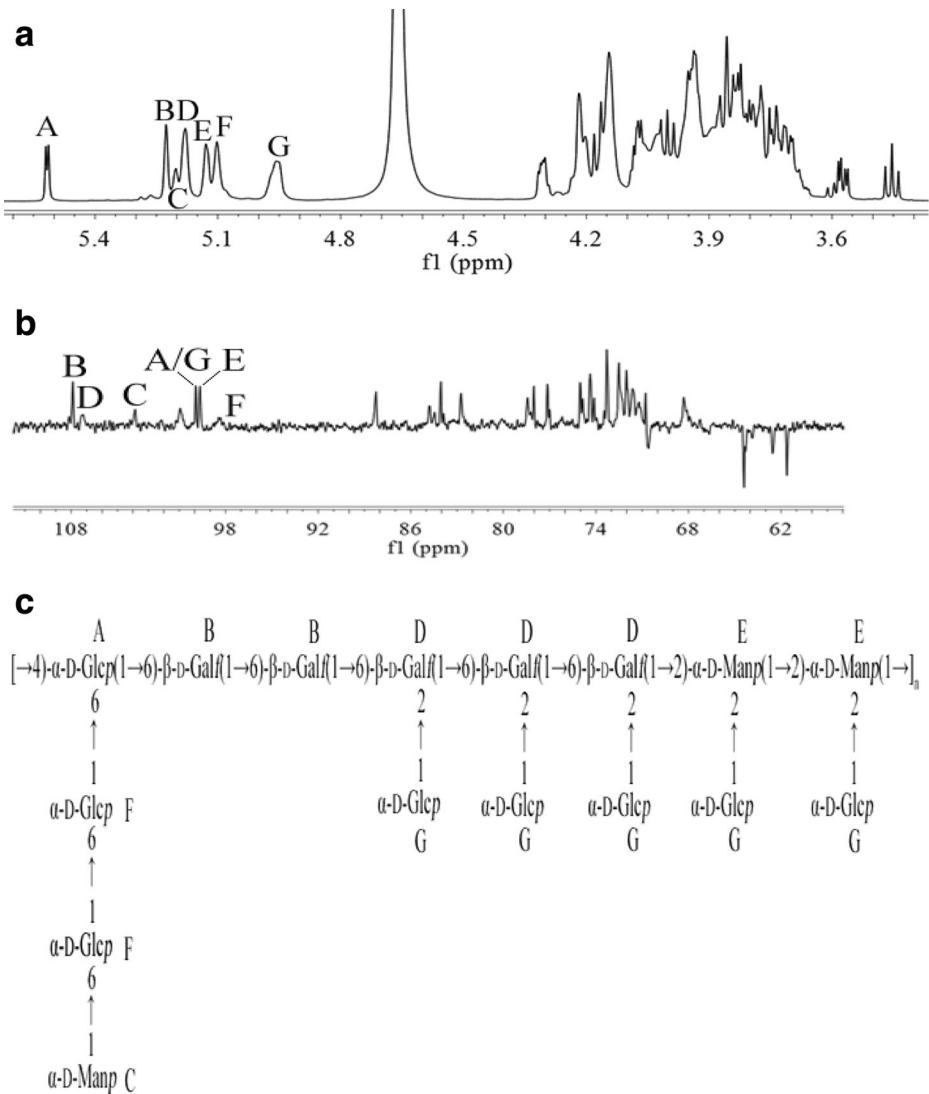 a
A B C D E F G
5.4 5.1 4.8 4.5 4.2 3.9 3.6
f1 (ppm)
b
B D C A/G E F
108 98 92 86 80 74 68 62
f1 (ppm)
c
A B B D D D E E
[→4)-α-D-Glcp(1→6)-β-D-Galf(1→6)-β-D-Galf(1→6)-β-D-Galf(1→6)-β-D-Galf(1→6)-β-D-Galf(1→2)-α-D-Manp(1→2)-α-D-Manp(1→]n
6 2 2 2 2 2
↑ ↑ ↑ ↑ ↑ ↑
1 1 1 1 1 1
α-D-Glcp F α-D-Glcp α-D-Glcp α-D-Glcp α-D-Glcp α-D-Glcp
6 G G G G G
↑
1
α-D-Glcp F
6
↑
1
α-D-Manp C